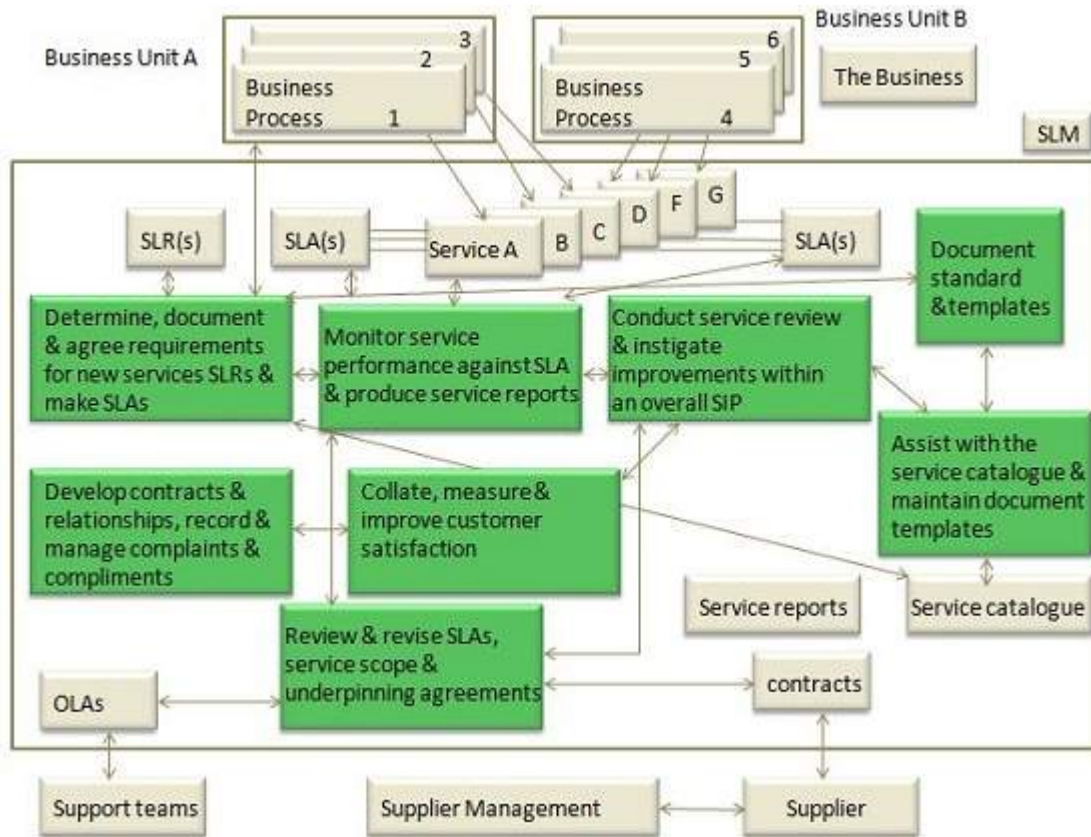 Business Unit A
3
2
Business
Process 1
Business Unit B
6
5
Business
Process 4
The Business
SLM
SLR(s)
SLA(s)
Service A
B
C
D
F
G
SLA(s)
Document
standard
&templates
Determine, document
& agree requirements
for new services SLRs &
make SLAs
Monitor service
performance against SLA
& produce service reports
Conduct service review
& instigate
improvements within
an overall SIP
Assist with the
service catalogue &
maintain document
templates
Develop contracts &
relationships, record &
manage complaints &
compliments
Collate, measure &
improve customer
satisfaction
Service reports
Service catalogue
Review & revise SLAs,
service scope &
underpinning agreements
OLAs
contracts
Support teams
Supplier Management
Supplier